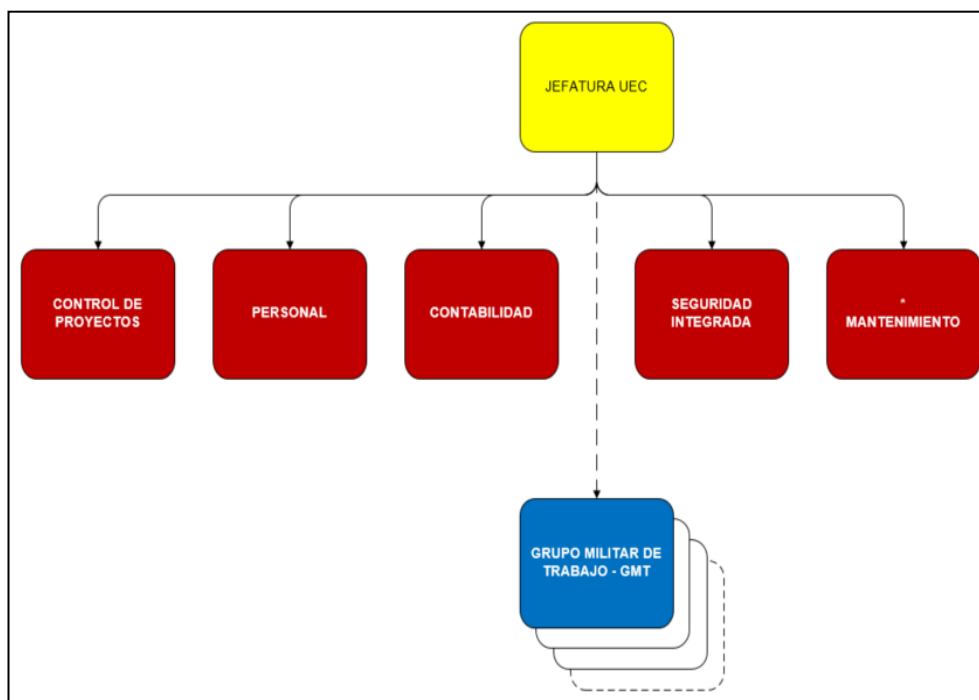 JEFATURA UEC
CONTROL DE
PROYECTOS
PERSONAL
CONTABILIDAD
SEGURIDAD
INTEGRADA
*
MANTENIMIENTO
GRUPO MILITAR DE
TRABAJO - GMT